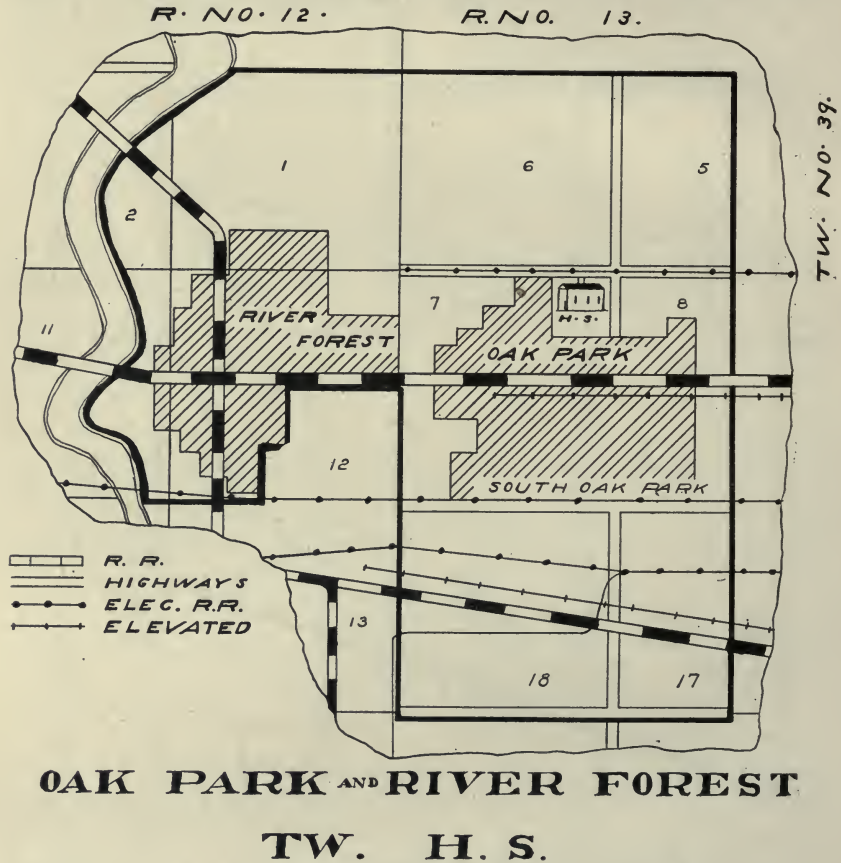 R. NO. 12. R. NO. 13.
TW. NO. 39.
1 6 5
2
7 8
H.S.
11
RIVER
FOREST
OAK PARK
12
SOUTH OAK PARK
R. R.
HIGHWAYS
ELEC. R.R.
ELEVATED
13
18 17
OAK PARK AND RIVER FOREST
TW. H. S.